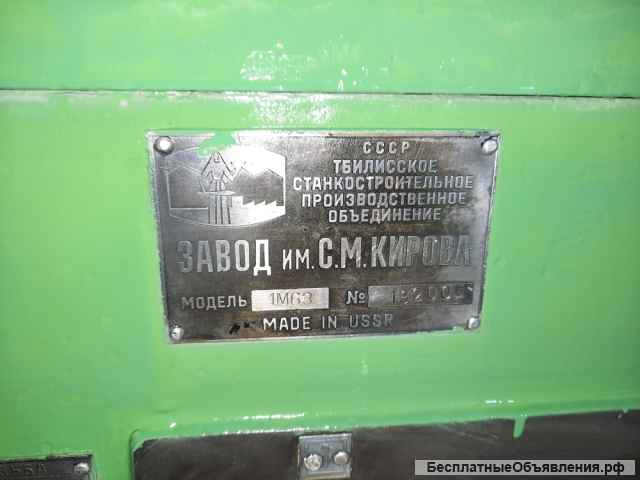 СССР
ТБИЛИССКОЕ
СТАНКОСТРОИТЕЛЬНОЕ
ПРОИЗВОДСТВЕННОЕ
ОБЪЕДИНЕНИЕ
ЗАВОД ИМ. С.М.КИРОВА
МОДЕЛЬ 1М63 №
MADE IN USSR
БесплатныеОбъявления.рф